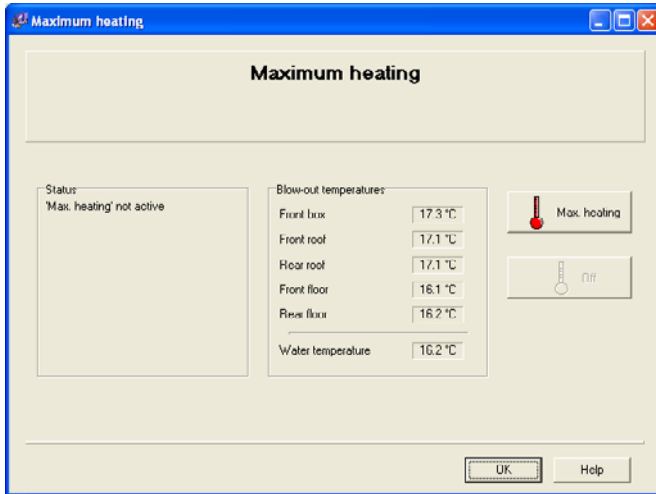 Maximum heating
Maximum heating
Status
'Max. heating' not active
Blow-out temperatures
Front box 17.3 °C
Front roof 17.1 °C
Rear roof 17.1 °C
Front floor 16.1 °C
Rear floor 16.2 °C
Water temperature 16.2 °C
Max. heating
Off
OK
Help